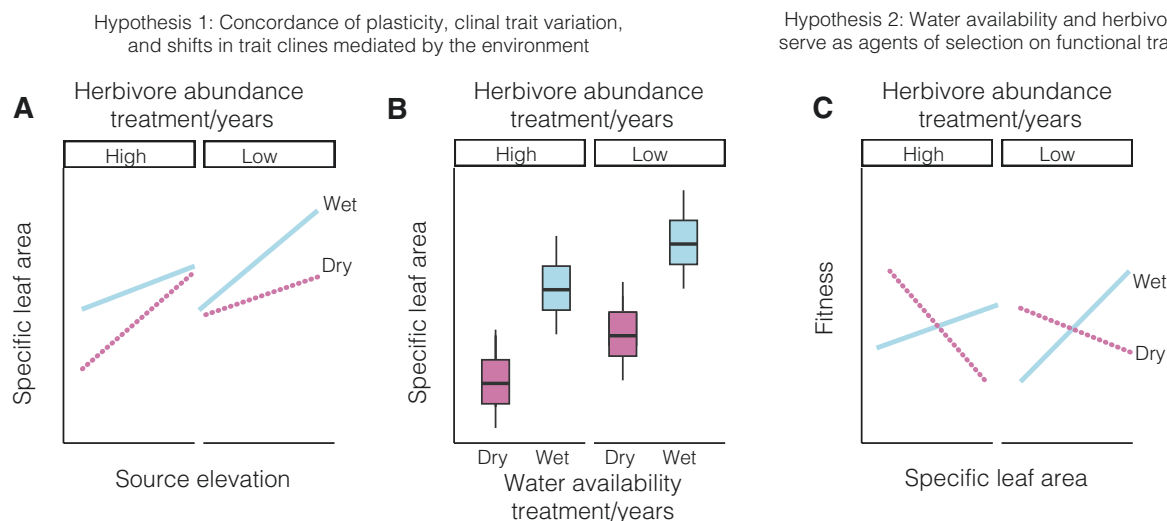 Hypothesis 1: Concordance of plasticity, clinal trait variation,
and shifts in trait clines mediated by the environment
Hypothesis 2: Water availability and herbivo
serve as agents of selection on functional tra
A
Herbivore abundance
treatment/years
High
Low
Wet
Dry
Specific leaf area
Source elevation
B
Herbivore abundance
treatment/years
High
Low
Specific leaf area
Dry
Wet
Dry
Wet
Water availability
treatment/years
C
Herbivore abundance
treatment/years
High
Low
Wet
Dry
Fitness
Specific leaf area